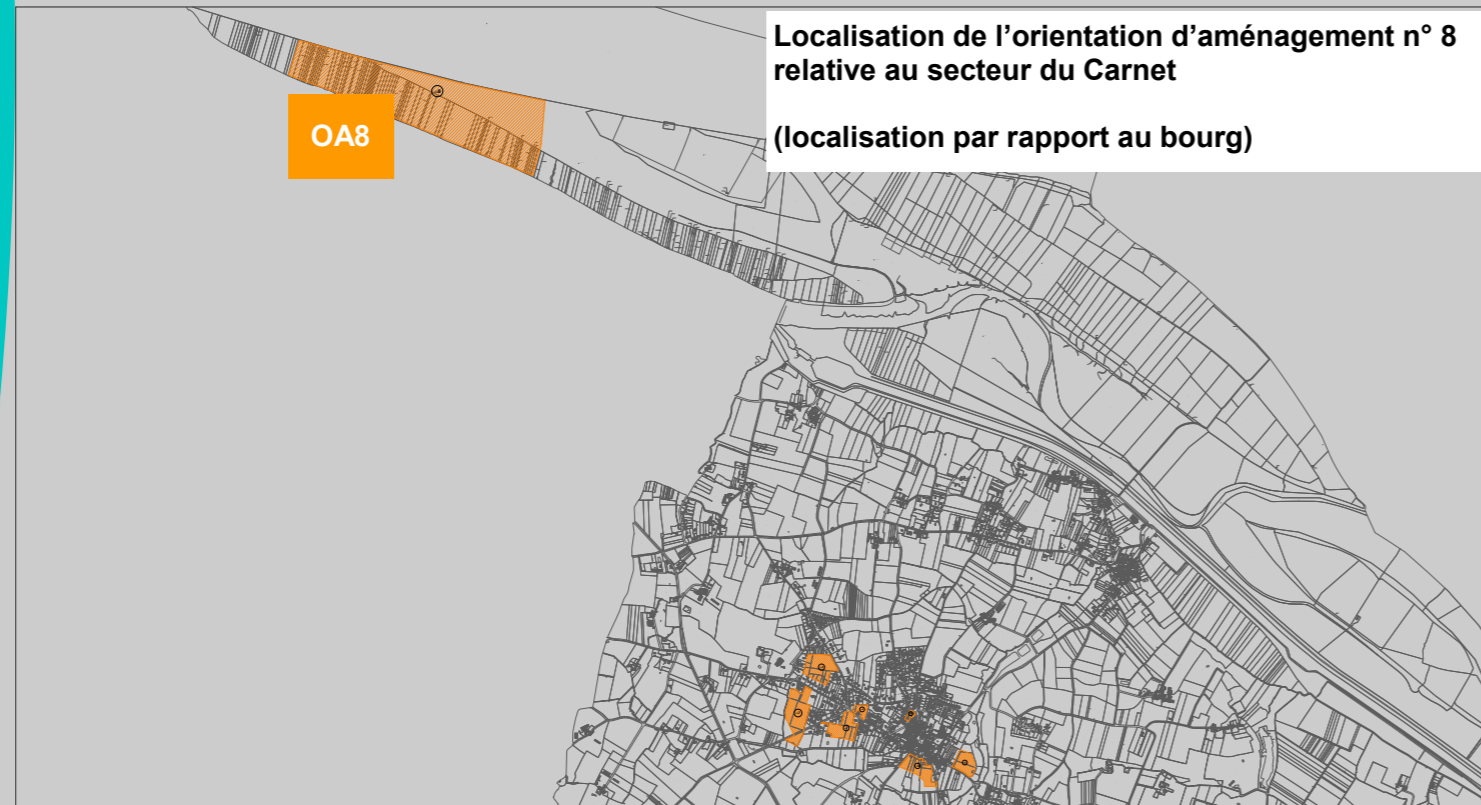 Localisation de l’orientation d’aménagement n° 8
relative au secteur du Carnet
(localisation par rapport au bourg)
OA8